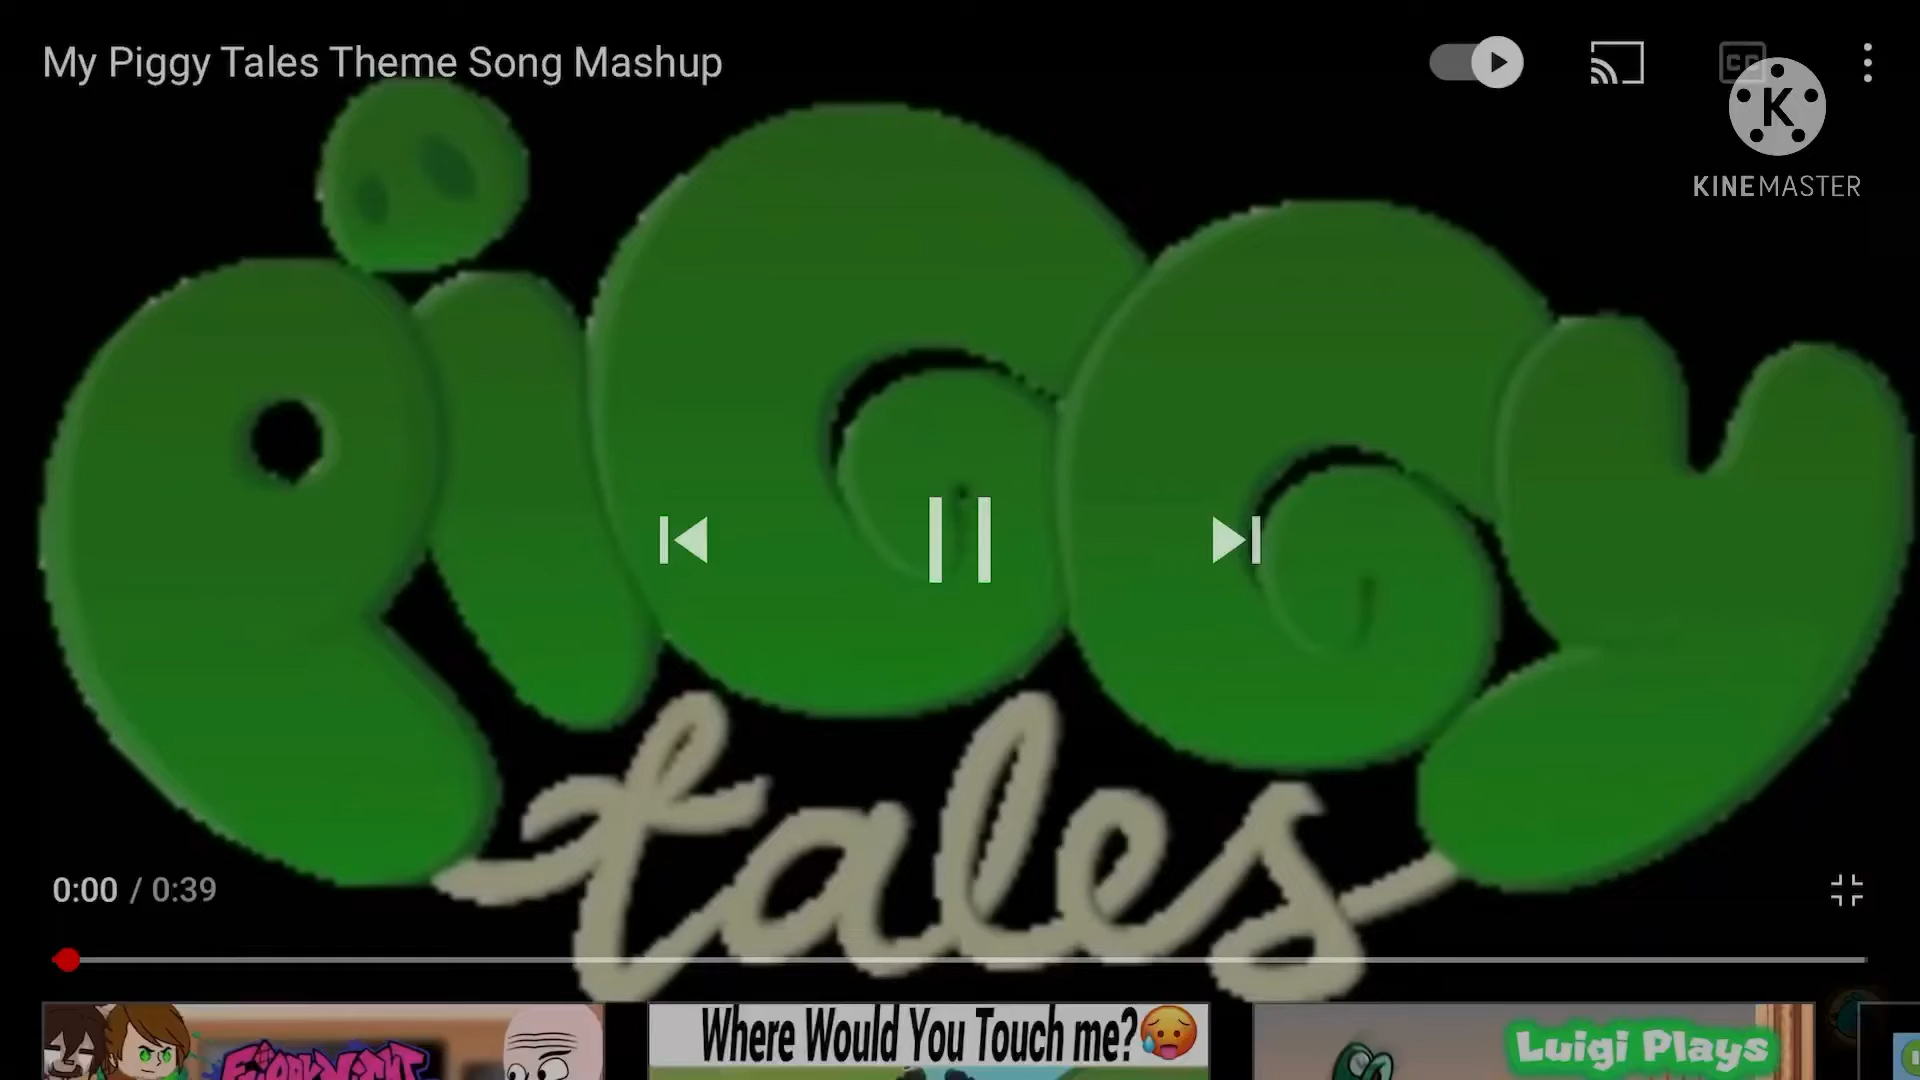 My Piggy Tales Theme Song Mashup
CC
K
KINEMASTER
PiGGy
tales
0:00 / 0:39
Where Would You Touch me?
Luigi Plays